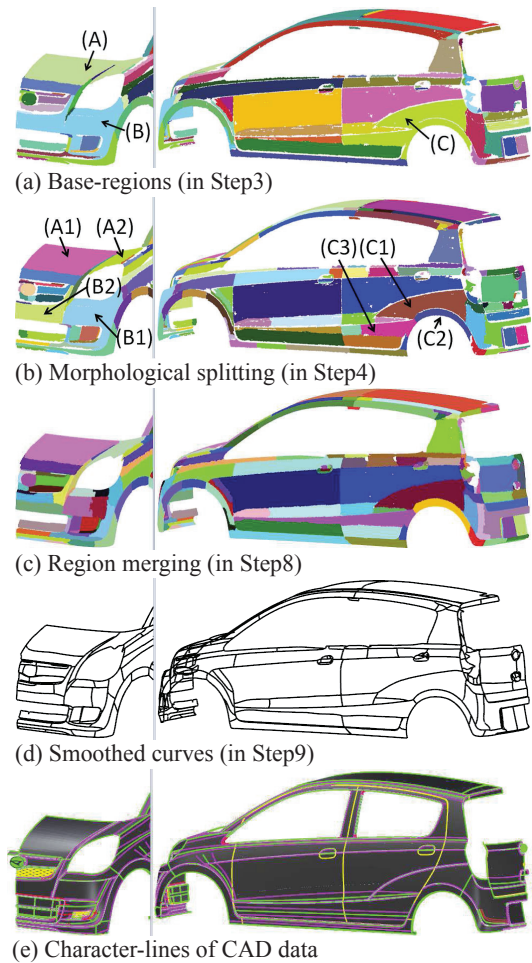 (A)
(B)
(C)
(a) Base-regions (in Step3)
(A1)
(A2)
(B2)
(B1)
(C3)
(C1)
(C2)
(b) Morphological splitting (in Step4)
(c) Region merging (in Step8)
(d) Smoothed curves (in Step9)
(e) Character-lines of CAD data